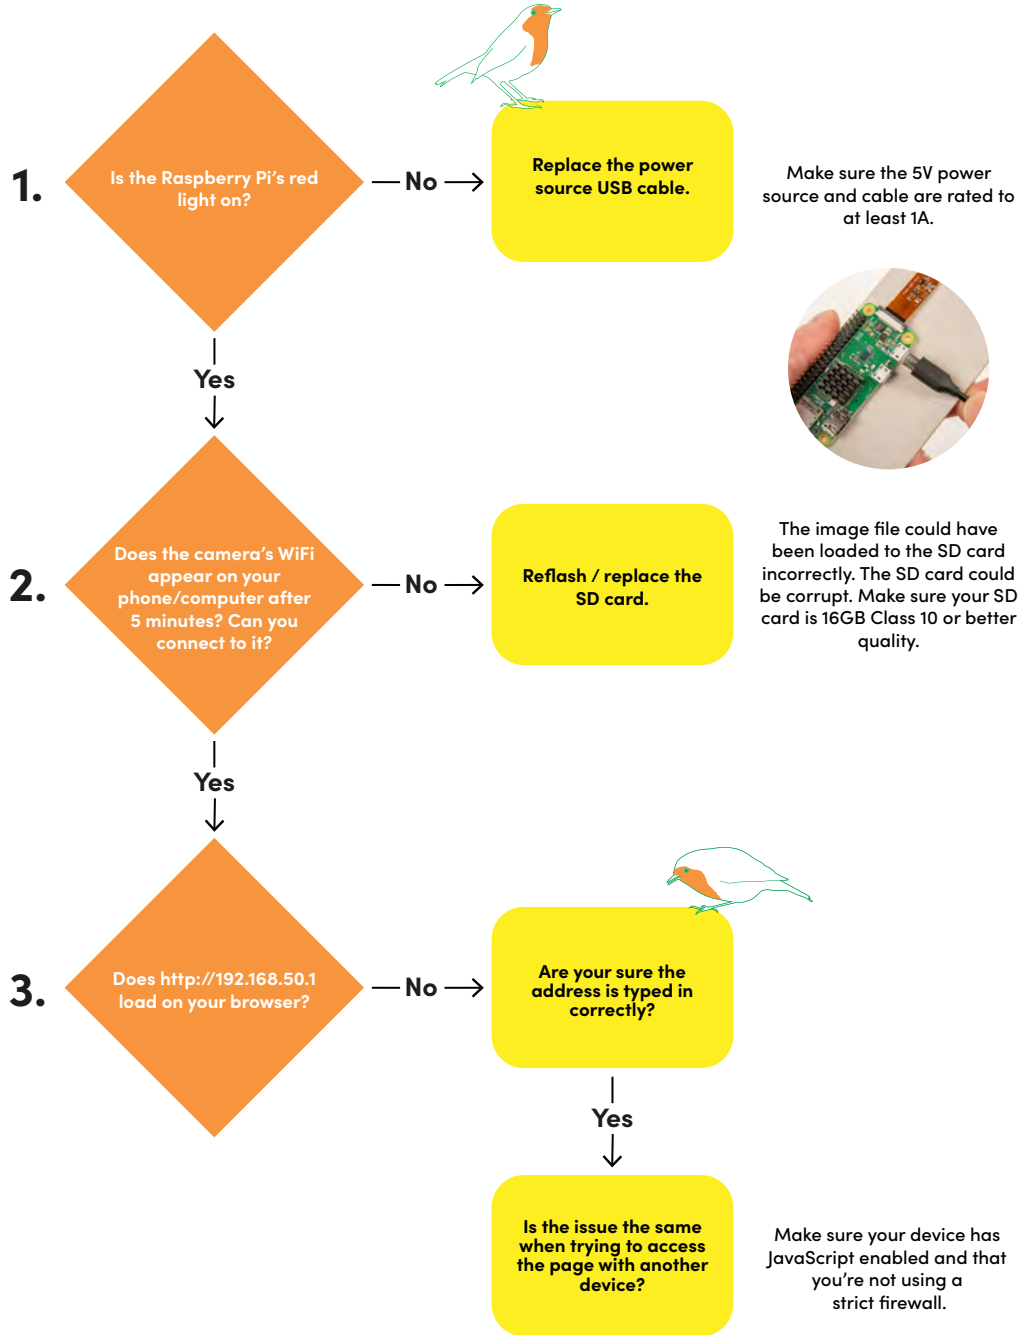 1.
Is the Raspberry Pi's red
light on?
No
Replace the power
source USB cable.
Make sure the 5V power
source and cable are rated to
at least 1A.
Yes
2.
Does the camera's WiFi
appear on your
phone/computer after
5 minutes? Can you
connect to it?
No
Reflash / replace the
SD card.
The image file could have
been loaded to the SD card
incorrectly. The SD card could
be corrupt. Make sure your SD
card is 16GB Class 10 or better
quality.
Yes
3.
Does http://192.168.50.1
load on your browser?
No
Are your sure the
address is typed in
correctly?
Yes
Is the issue the same
when trying to access
the page with another
device?
Make sure your device has
JavaScript enabled and that
you're not using a
strict firewall.